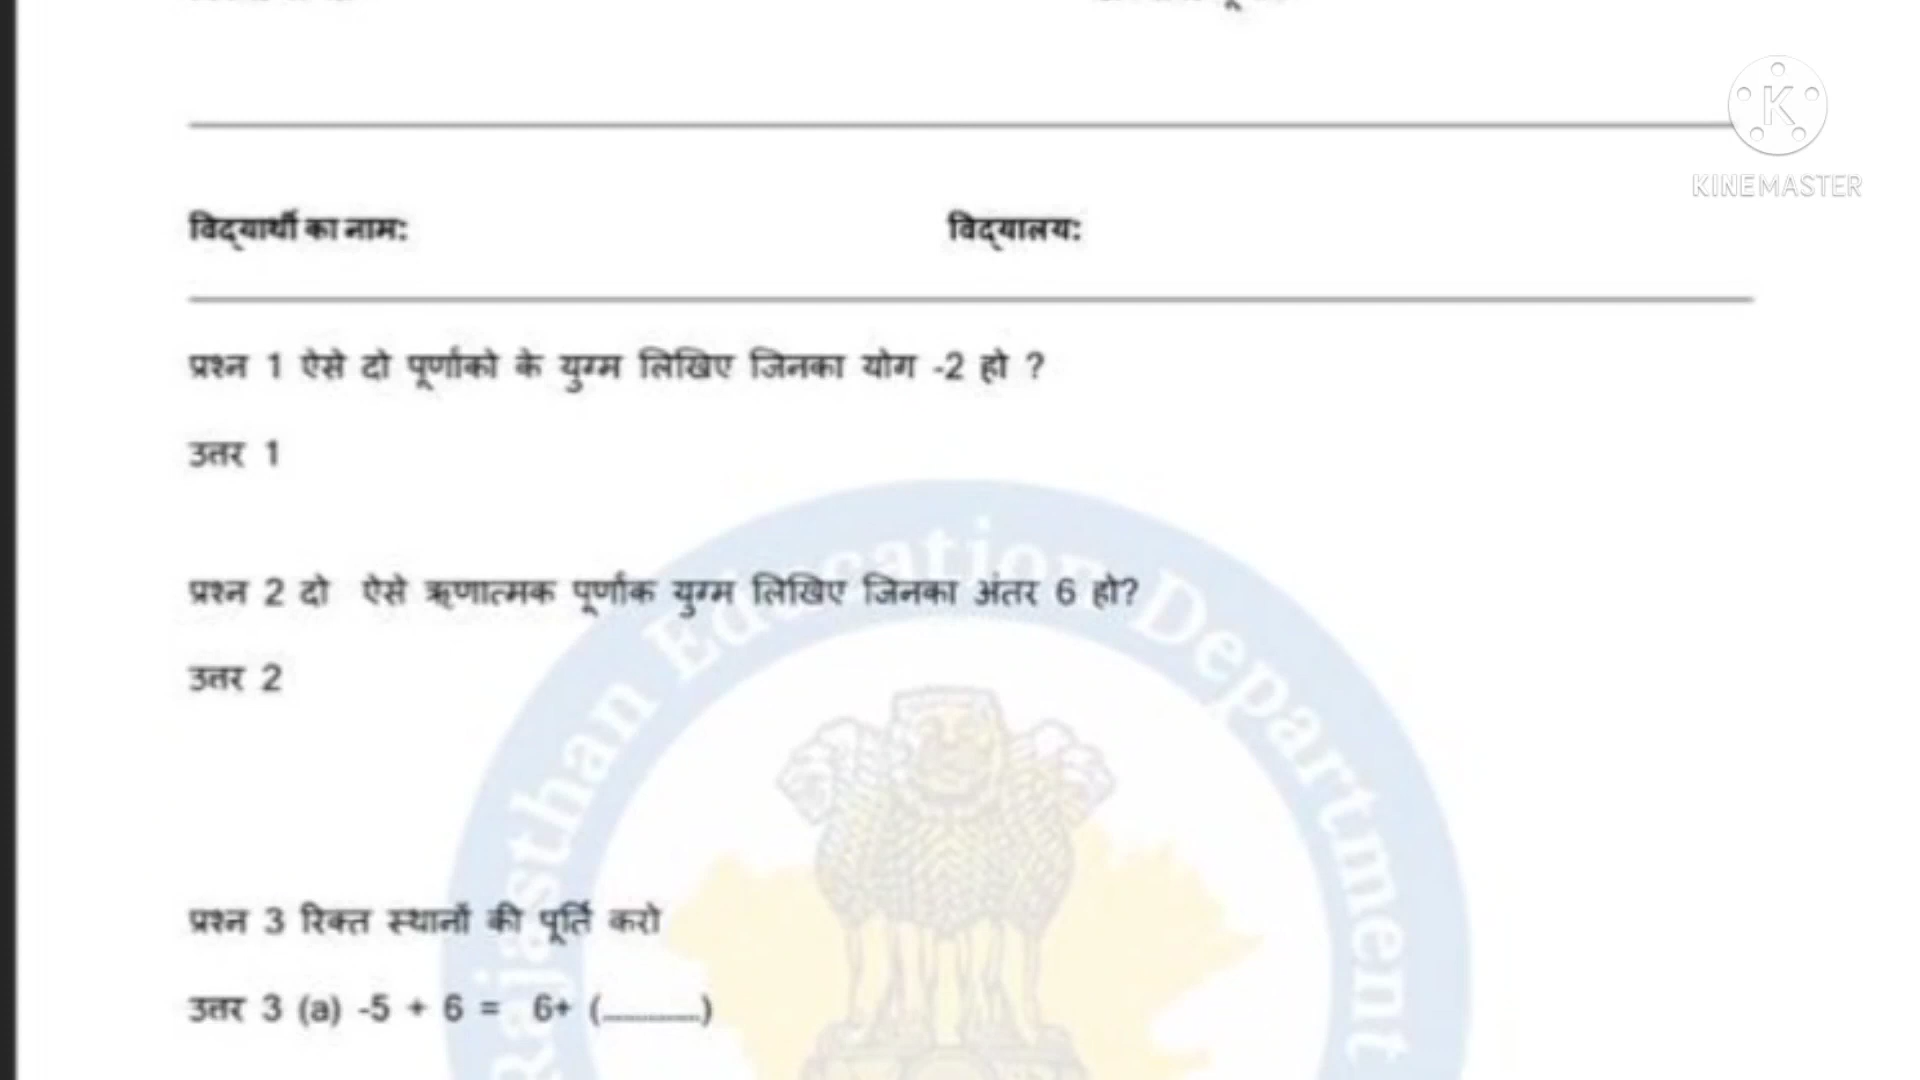 KINEMASTER
विद्यार्थी का नाम: विद्यालय:
प्रश्न 1 ऐसे दो पूर्णाको के युग्म लिखिए जिनका योग -2 हो ?
उत्तर 1
प्रश्न 2 दो ऐसे ऋणात्मक पूर्णाक युग्म लिखिए जिनका अंतर 6 हो?
उत्तर 2
Rajasthan Education Department
प्रश्न 3 रिक्त स्थानों की पूर्ति करो
उत्तर 3 (a) -5 + 6 = 6+ (............)